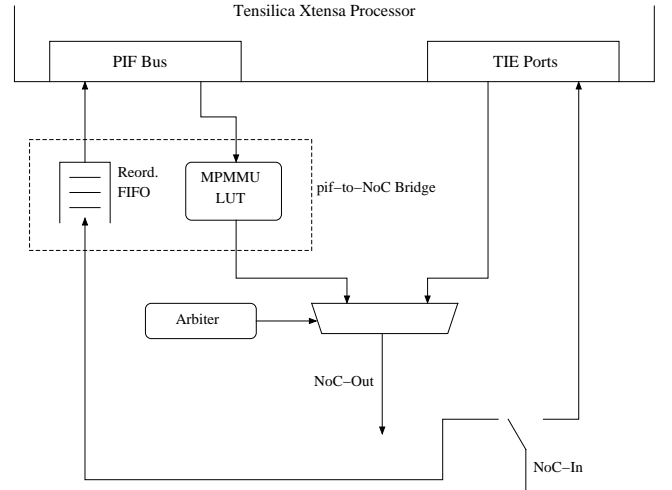 Tensilica Xtensa Processor
PIF Bus
TIE Ports
Reord.
FIFO
MPMMU
LUT
pif–to–NoC Bridge
Arbiter
NoC–Out
NoC–In